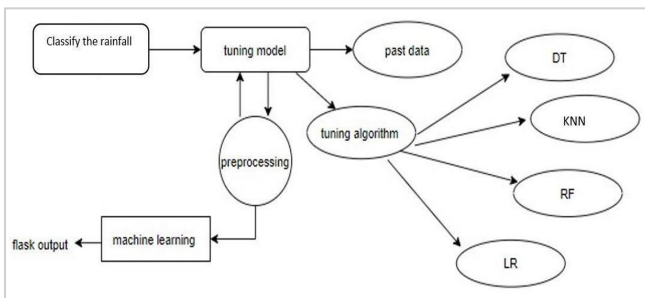 Classify the rainfall
tuning model
past data
DT
tuning algorithm
KNN
preprocessing
RF
machine learning
flask output
LR